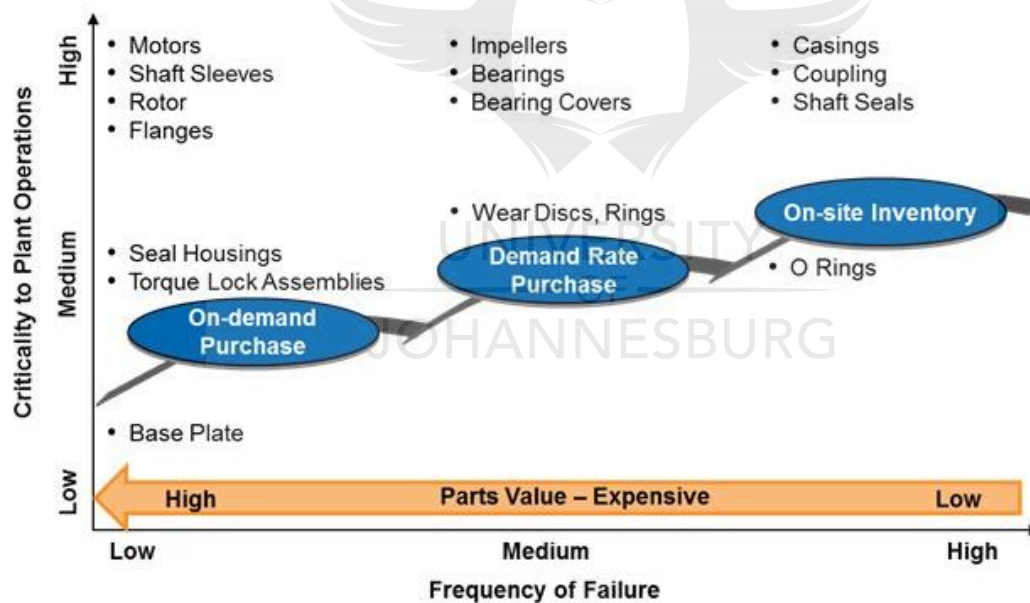 High
• Motors
• Shaft Sleeves
• Rotor
• Flanges
• Impellers
• Bearings
• Bearing Covers
• Casings
• Coupling
• Shaft Seals
Criticality to Plant Operations
Medium
• Seal Housings
• Torque Lock Assemblies
On-demand
Purchase
• Wear Discs, Rings
Demand Rate
Purchase
On-site Inventory
• O Rings
UNIVERSITY
OF
JOHANNESBURG
• Base Plate
Low
High
Parts Value – Expensive
Low
Low
Medium
High
Frequency of Failure